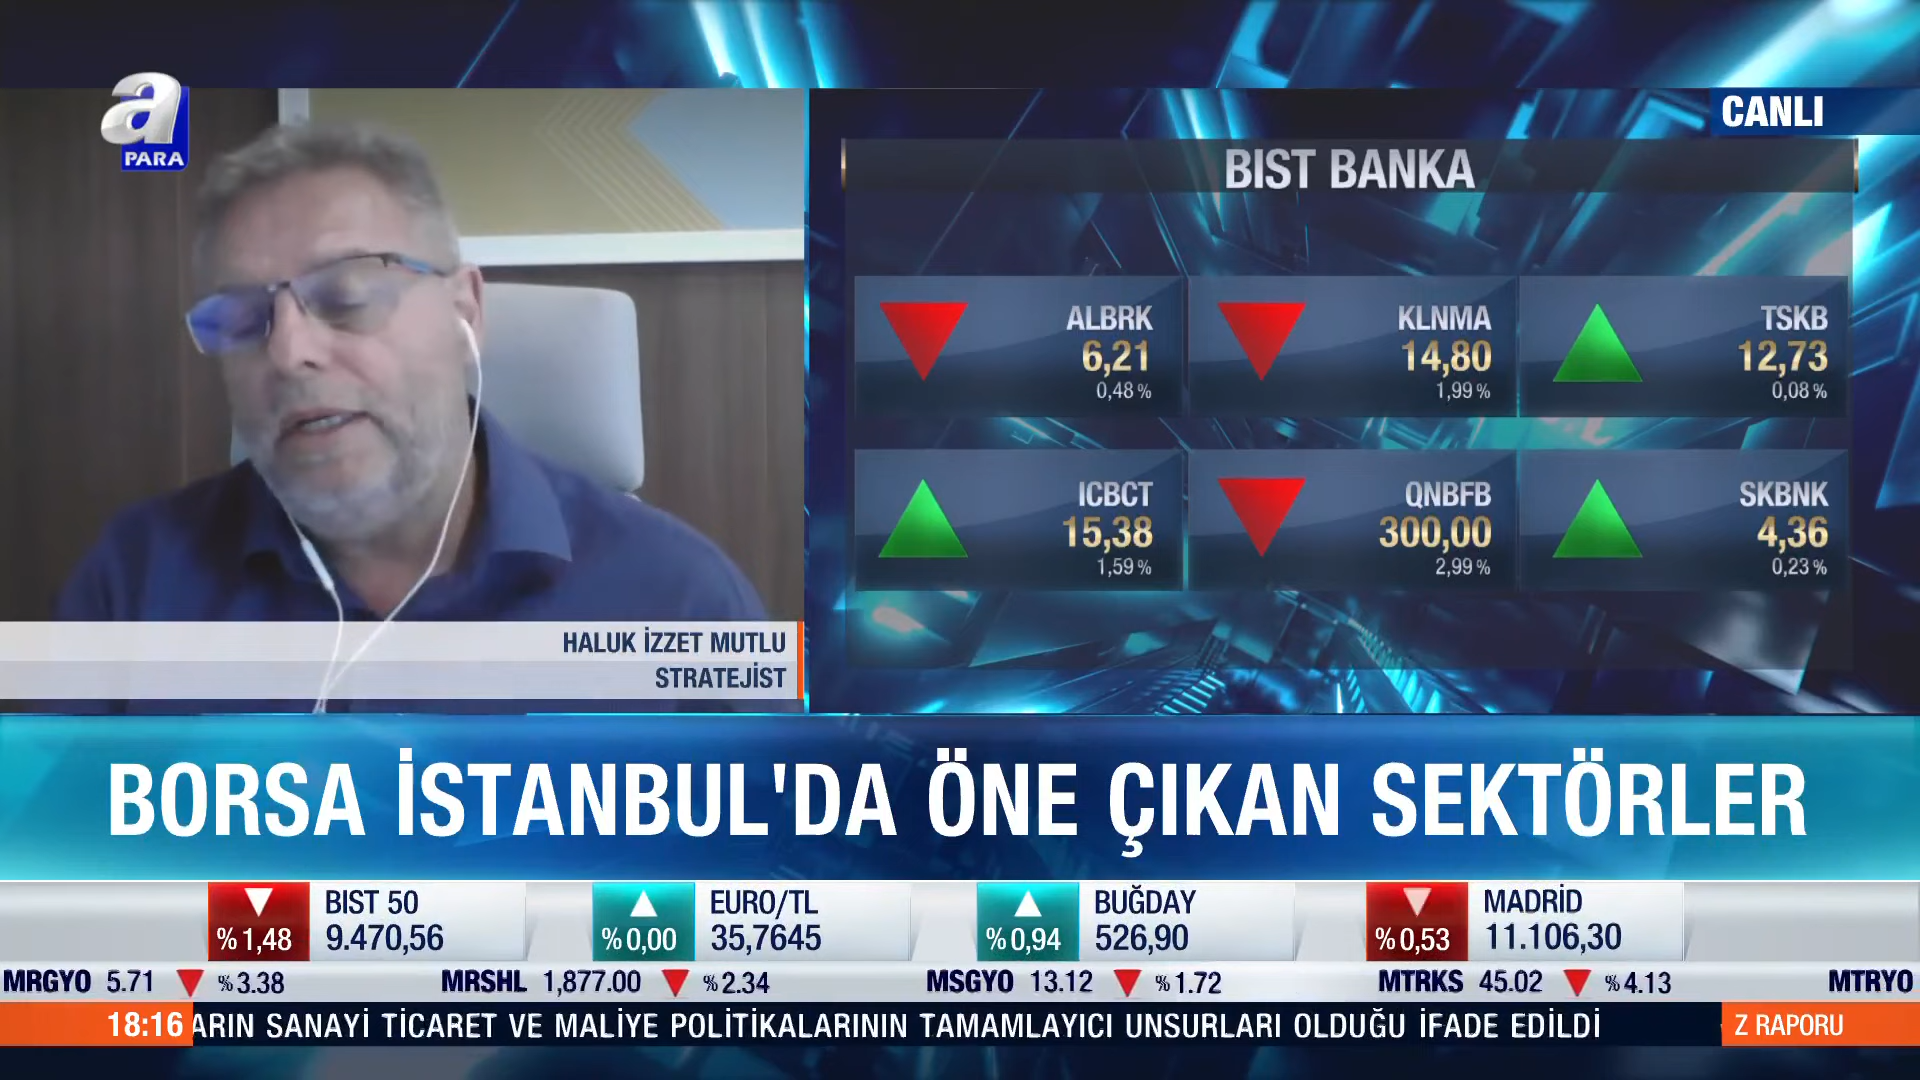 a
PARA
CANLI
BIST BANKA
ALBRK
6,21
0,48 %
KLNMA
14,80
1,99 %
TSKB
12,73
0,08 %
ICBCT
15,38
1,59 %
QNBFB
300,00
2,99 %
SKBNK
4,36
0,23 %
HALUK İZZET MUTLU
STRATEJİST
BORSA İSTANBUL'DA ÖNE ÇIKAN SEKTÖRLER
%1,48
BIST 50
9.470,56
%0,00
EURO/TL
35,7645
%0,94
BUĞDAY
526,90
%0,53
MADRİD
11.106,30
MRGYO 5.71 %3.38 MRSHL 1,877.00 %2.34 MSGYO 13.12 %1.72 MTRKS 45.02 %4.13 MTRYO
18:16 ARIN SANAYİ TİCARET VE MALİYE POLİTİKALARININ TAMAMLAYICI UNSURLARI OLDUĞU İFADE EDİLDİ Z RAPORU